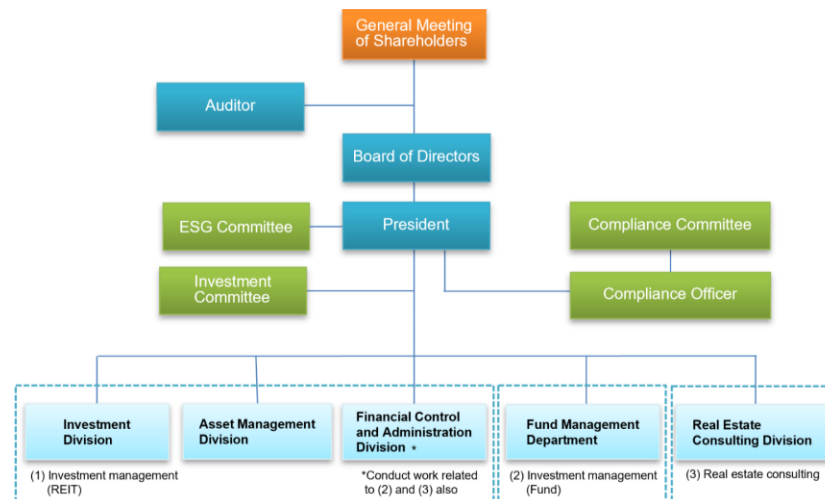 General Meeting
of Shareholders
Auditor
Board of Directors
ESG Committee
President
Compliance Committee
Investment
Committee
Compliance Officer
Investment
Division
Asset Management
Division
Financial Control
and Administration
Division *
Fund Management
Department
Real Estate
Consulting Division
(1) Investment management
(REIT)
*Conduct work related
to (2) and (3) also
(2) Investment management
(Fund)
(3) Real estate consulting